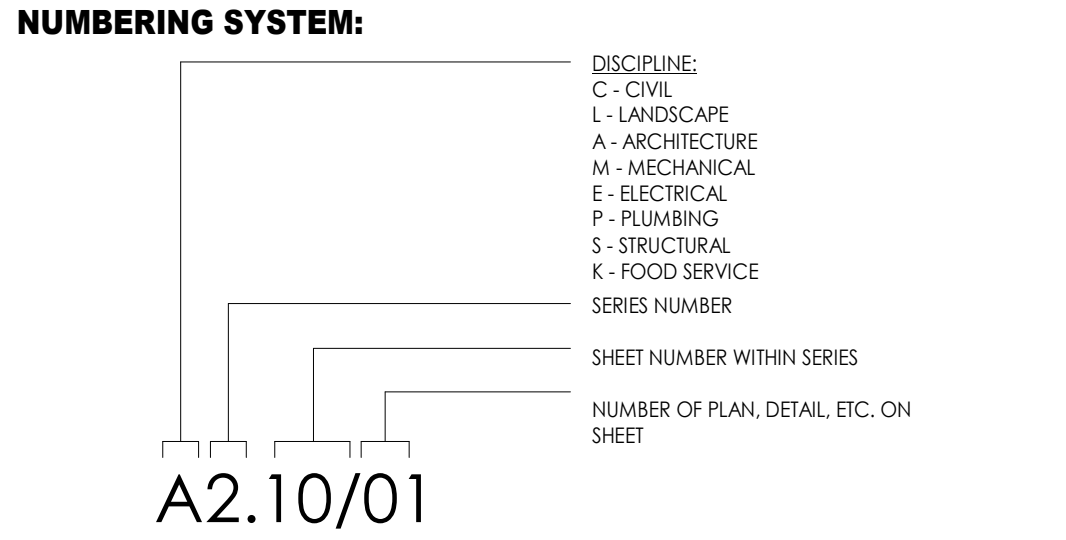 NUMBERING SYSTEM:
DISCIPLINE:
C - CIVIL
L - LANDSCAPE
A - ARCHITECTURE
M - MECHANICAL
E - ELECTRICAL
P - PLUMBING
S - STRUCTURAL
K - FOOD SERVICE
SERIES NUMBER
SHEET NUMBER WITHIN SERIES
NUMBER OF PLAN, DETAIL, ETC. ON
SHEET
A2.10/01